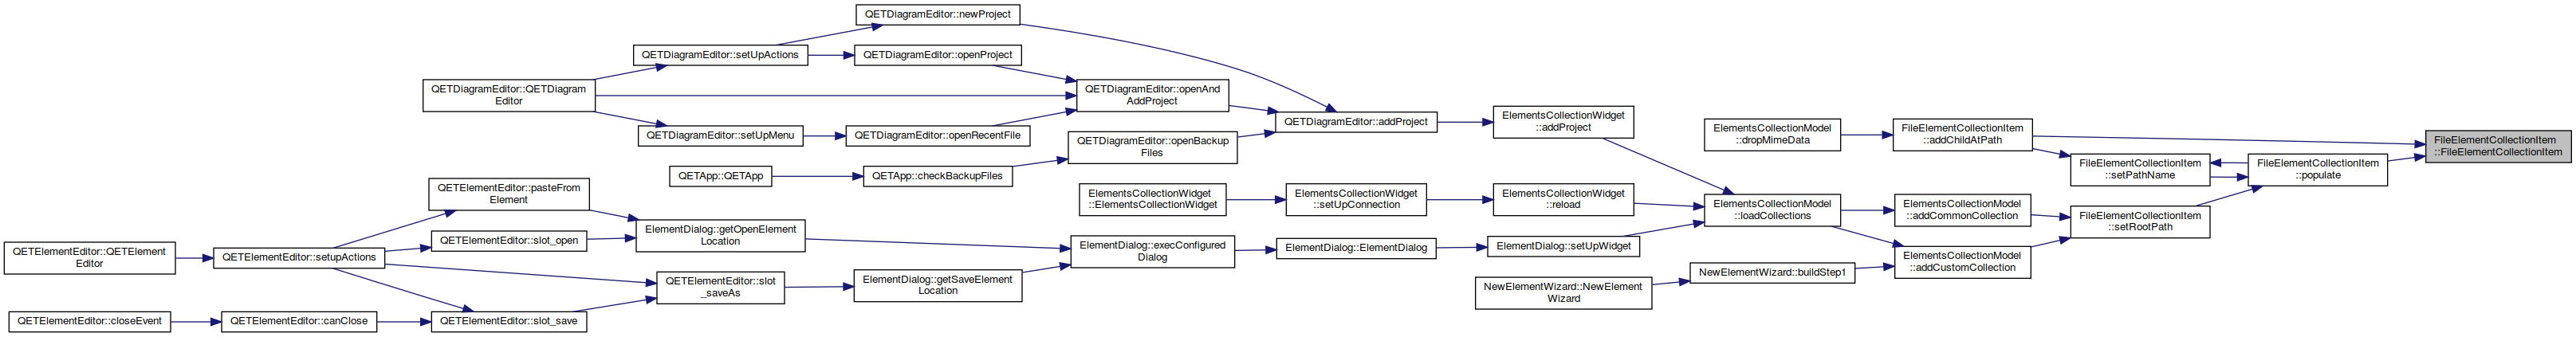 QETDiagramEditor::newProject
QETDiagramEditor::setUpActions
QETDiagramEditor::openProject
QETDiagramEditor::QETDiagram
Editor
QETDiagramEditor::openAnd
AddProject
QETDiagramEditor::setUpMenu
QETDiagramEditor::openRecentFile
QETDiagramEditor::addProject
QETDiagramEditor::openBackup
Files
QETApp::QETApp
QETApp::checkBackupFiles
ElementsCollectionWidget
::addProject
ElementsCollectionModel
::dropMimeData
FileElementCollectionItem
::addChildAtPath
FileElementCollectionItem
::FileElementCollectionItem
FileElementCollectionItem
::setPathName
FileElementCollectionItem
::populate
QETElementEditor::pasteFrom
Element
ElementsCollectionWidget
::ElementsCollectionWidget
ElementsCollectionWidget
::setUpConnection
ElementsCollectionWidget
::reload
ElementsCollectionModel
::loadCollections
ElementsCollectionModel
::addCommonCollection
FileElementCollectionItem
::setRootPath
QETElementEditor::slot_open
ElementDialog::getOpenElement
Location
ElementDialog::execConfigured
Dialog
ElementDialog::ElementDialog
ElementDialog::setUpWidget
ElementsCollectionModel
::addCustomCollection
QETElementEditor::QETElement
Editor
QETElementEditor::setupActions
QETElementEditor::slot
_saveAs
ElementDialog::getSaveElement
Location
NewElementWizard::NewElement
Wizard
NewElementWizard::buildStep1
QETElementEditor::closeEvent
QETElementEditor::canClose
QETElementEditor::slot_save